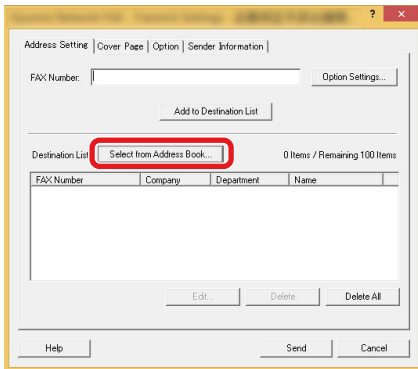 ? ×
Address Setting Cover Page Option Sender Information
FAX Number: Option Settings...
Add to Destination List
Destination List Select from Address Book... 0 Items / Remaining 100 Items
FAX Number Company Department Name
Edit... Delete Delete All
Help Send Cancel